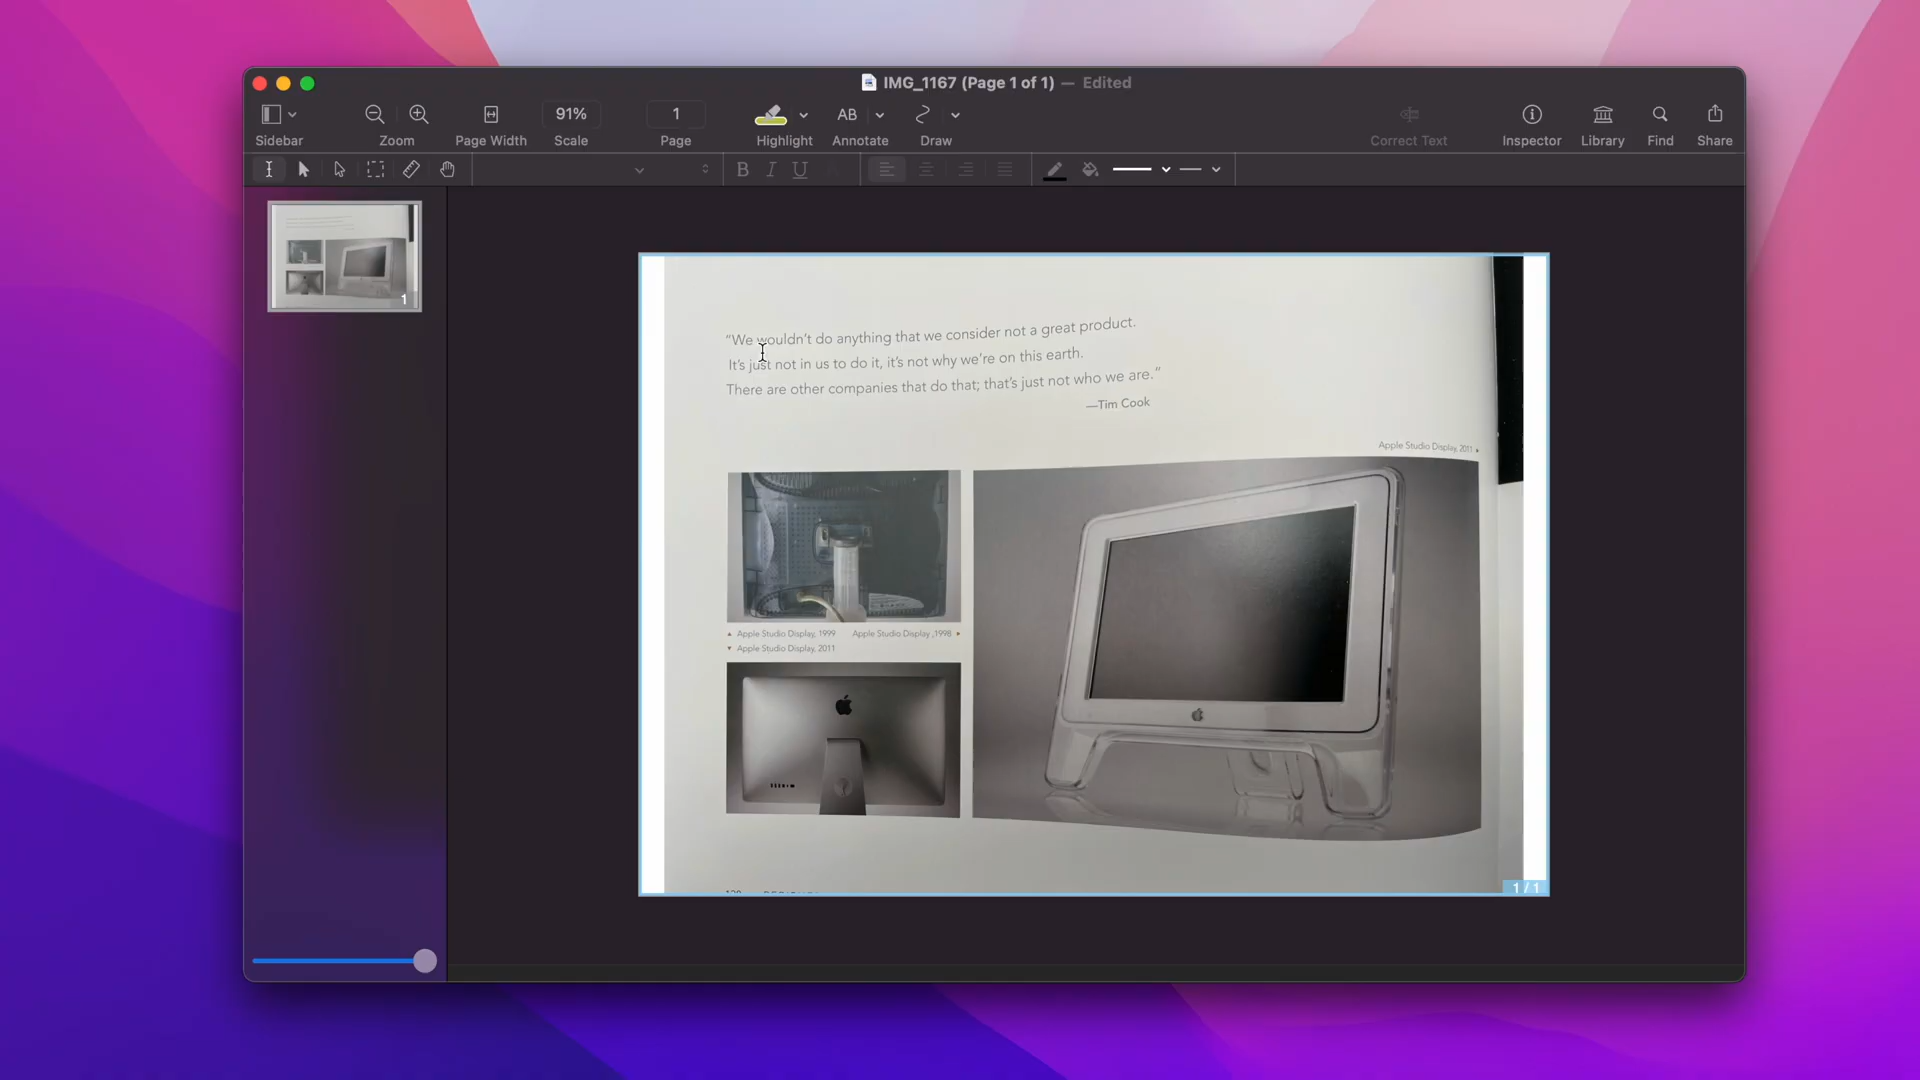 IMG_1167 (Page 1 of 1) — Edited
91%
1
AB
Sidebar
Zoom
Page Width
Scale
Page
Highlight
Annotate
Draw
Correct Text
Inspector
Library
Find
Share
B I U
1
“We wouldn’t do anything that we consider not a great product.
It’s just not in us to do it, it’s not why we’re on this earth.
There are other companies that do that; that’s just not who we are.”
—Tim Cook
Apple Studio Display, 2011
Apple Studio Display, 1999
Apple Studio Display ,1998
Apple Studio Display, 2011
1 / 1